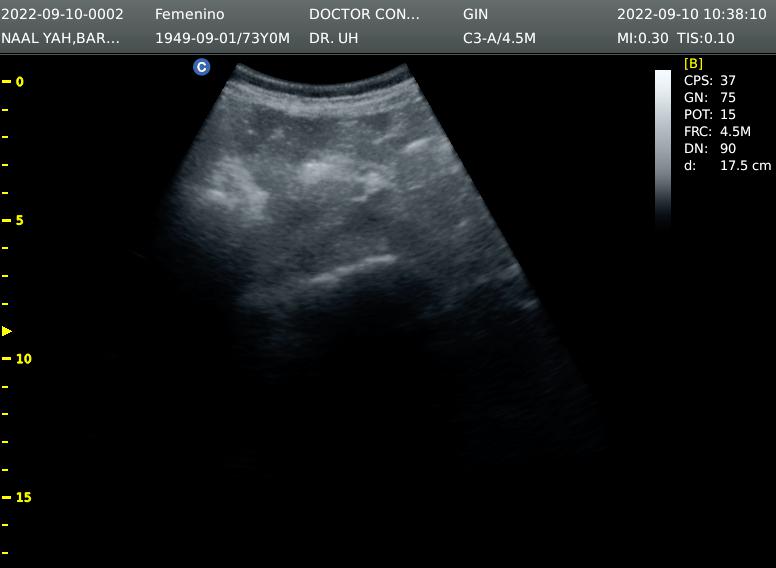 2022-09-10-0002 Femenino DOCTOR CON... GIN 2022-09-10 10:38:10
NAAL YAH,BAR... 1949-09-01/73Y0M DR. UH C3-A/4.5M MI:0.30 TIS:0.10
C
[B]
CPS: 37
GN: 75
POT: 15
FRC: 4.5M
DN: 90
d: 17.5 cm
0
5
10
15